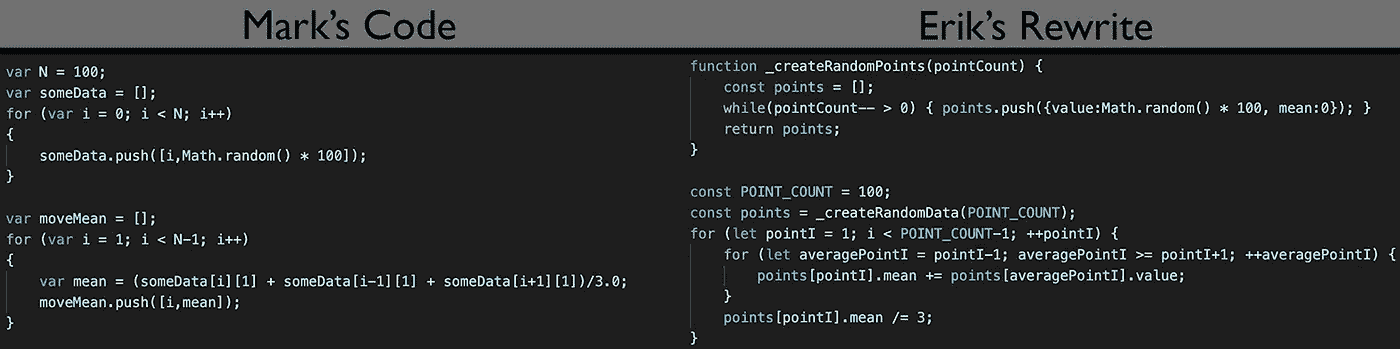 Mark's Code
var N = 100;
var someData = [];
for (var i = 0; i < N; i++)
{
    someData.push([i,Math.random() * 100]);
}

var moveMean = [];
for (var i = 1; i < N-1; i++)
{
    var mean = (someData[i][1] + someData[i-1][1] + someData[i+1][1])/3.0;
    moveMean.push([i,mean]);
}
Erik's Rewrite
function _createRandomPoints(pointCount) {
    const points = [];
    while(pointCount-- > 0) { points.push({value:Math.random() * 100, mean:0}); }
    return points;
}

const POINT_COUNT = 100;
const points = _createRandomData(POINT_COUNT);
for (let pointI = 1; i < POINT_COUNT-1; ++pointI) {
    for (let averagePointI = pointI-1; averagePointI >= pointI+1; ++averagePointI) {
        points[pointI].mean += points[averagePointI].value;
    }
    points[pointI].mean /= 3;
}